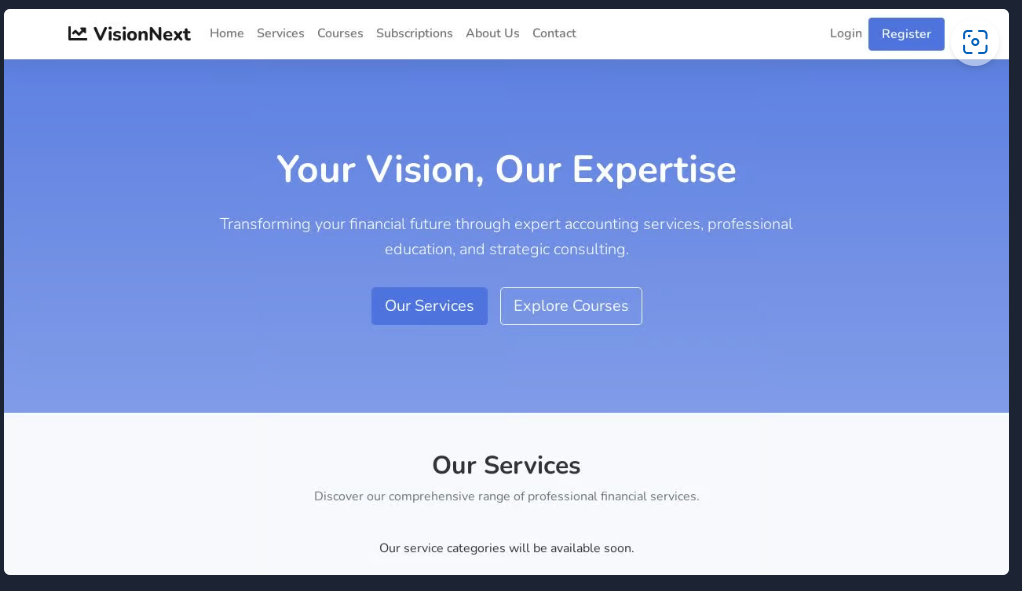 VisionNext
Home
Services
Courses
Subscriptions
About Us
Contact
Login
Register
Your Vision, Our Expertise
Transforming your financial future through expert accounting services, professional
education, and strategic consulting.
Our Services
Explore Courses
Our Services
Discover our comprehensive range of professional financial services.
Our service categories will be available soon.